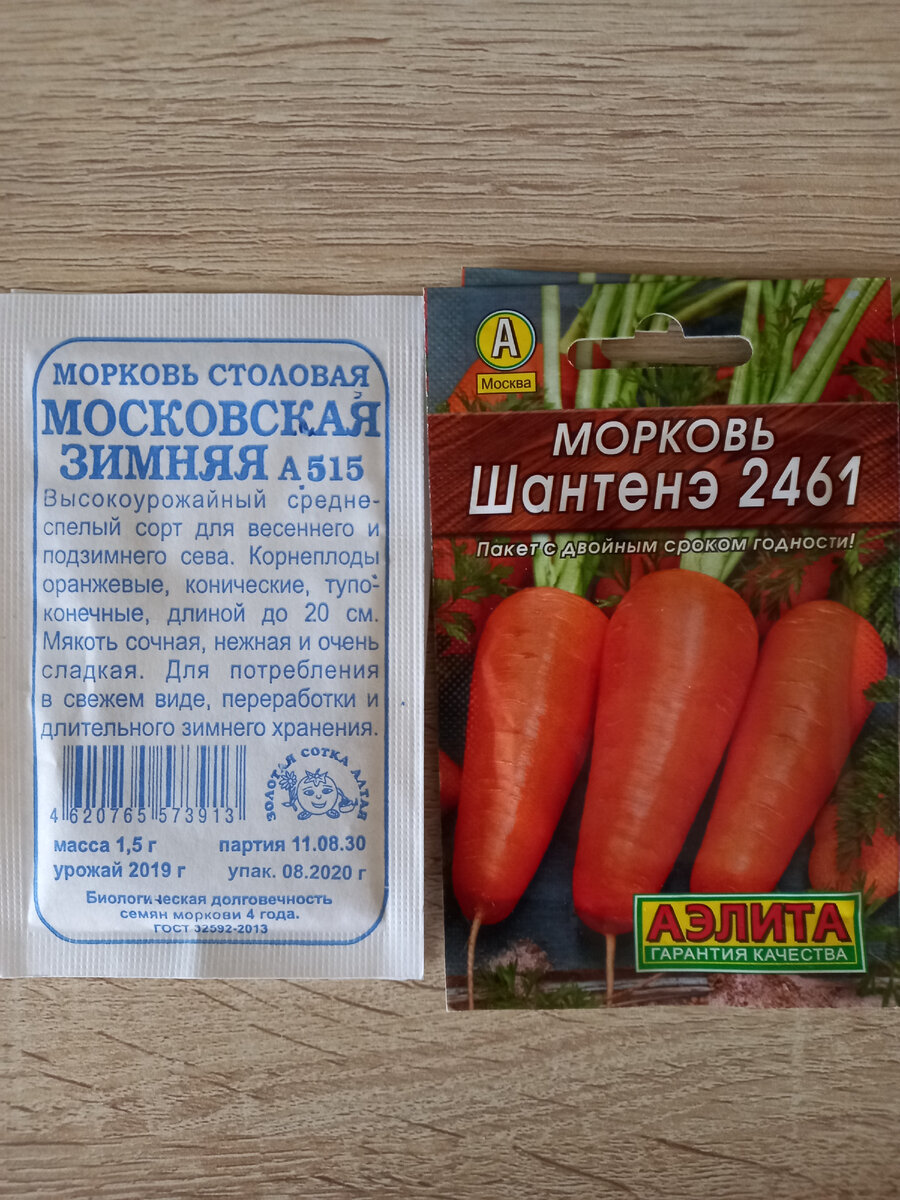 МОРКОВЬ СТОЛОВАЯ
МОСКОВСКАЯ
ЗИМНЯЯ А 515
Высокоурожайный средне-
спелый сорт для весеннего и
подзимнего сева. Корнеплоды
оранжевые, конические, тупо-
конечные, длиной до 20 см.
Мякоть сочная, нежная и очень
сладкая. Для потребления
в свежем виде, переработки и
длительного зимнего хранения.
ЗОЛОТАЯ СОТКА АЛТАЯ
4 620765 573913
масса 1,5 г партия 11.08.30
урожай 2019 г упак. 08.2020 г
Биологическая долговечность
семян моркови 4 года.
ГОСТ 32592-2013
А
Москва
МОРКОВЬ
Шантенэ 2461
Пакет с двойным сроком годности!
АЭЛИТА
ГАРАНТИЯ КАЧЕСТВА